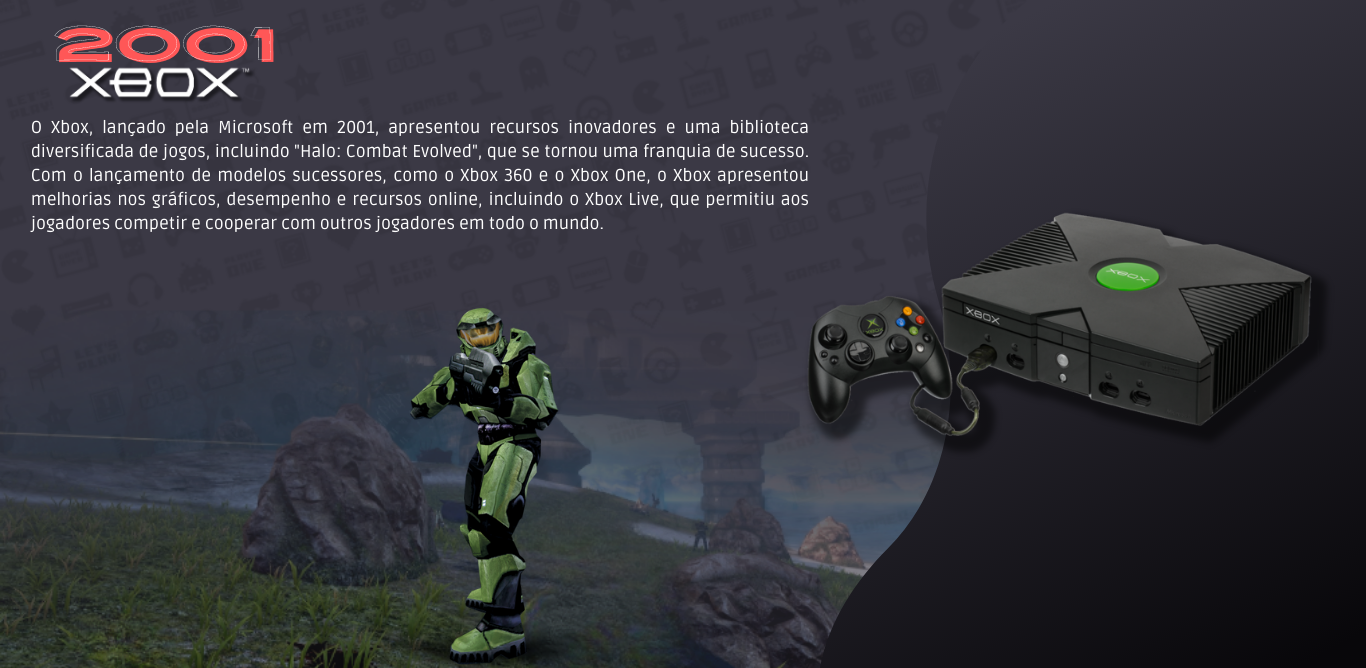 2001
XBOX™
O Xbox, lançado pela Microsoft em 2001, apresentou recursos inovadores e uma biblioteca
diversificada de jogos, incluindo "Halo: Combat Evolved", que se tornou uma franquia de sucesso.
Com o lançamento de modelos sucessores, como o Xbox 360 e o Xbox One, o Xbox apresentou
melhorias nos gráficos, desempenho e recursos online, incluindo o Xbox Live, que permitiu aos
jogadores competir e cooperar com outros jogadores em todo o mundo.
XBOX
XBOX